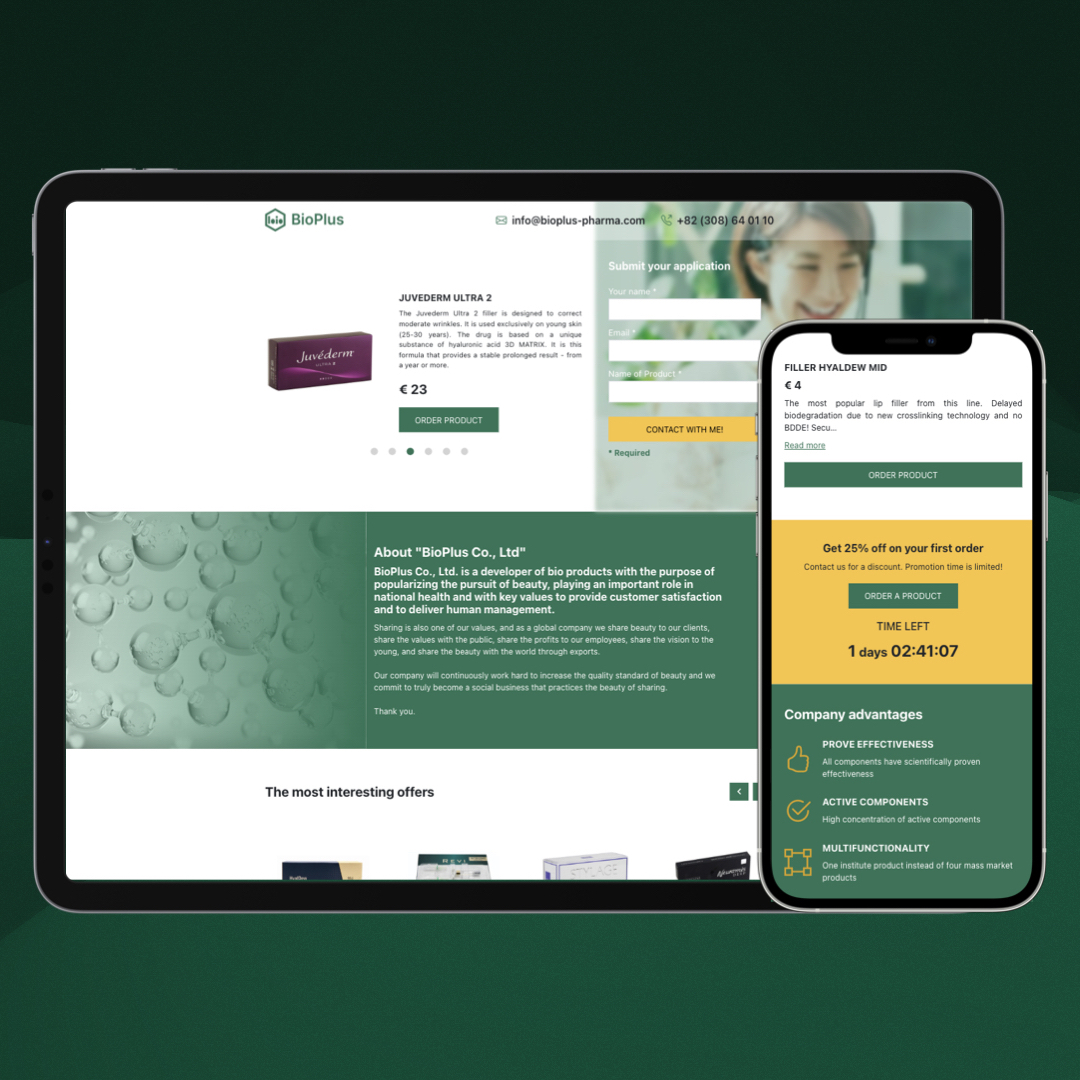 BioPlus
info@bioplus-pharma.com
+82 (308) 64 01 10
JUVEDERM ULTRA 2
The Juvederm Ultra 2 filler is designed to correct
moderate wrinkles. It is used exclusively on young skin
(25-30 years). The drug is based on a unique
substance of hyaluronic acid 3D MATRIX. It is this
formula that provides a stable prolonged result - from
a year or more.
€ 23
ORDER PRODUCT
Juvéderm
ULTRA 2
Submit your application
Your name *
Email *
Name of Product *
CONTACT WITH ME!
* Required
About "BioPlus Co., Ltd"
BioPlus Co., Ltd. is a developer of bio products with the purpose of
popularizing the pursuit of beauty, playing an important role in
national health and with key values to provide customer satisfaction
and to deliver human management.
Sharing is also one of our values, and as a global company we share beauty to our clients,
share the values with the public, share the profits to our employees, share the vision to the
young, and share the beauty with the world through exports.
Our company will continuously work hard to increase the quality standard of beauty and we
commit to truly become a social business that practices the beauty of sharing.
Thank you.
The most interesting offers
STYLAGE
FILLER HYALDEW MID
€ 4
The most popular lip filler from this line. Delayed
biodegradation due to new crosslinking technology and no
BDDE! Secu...
Read more
ORDER PRODUCT
Get 25% off on your first order
Contact us for a discount. Promotion time is limited!
ORDER A PRODUCT
TIME LEFT
1 days 02:41:07
Company advantages
PROVE EFFECTIVENESS
All components have scientifically proven
effectiveness
ACTIVE COMPONENTS
High concentration of active components
MULTIFUNCTIONALITY
One institute product instead of four mass market
products